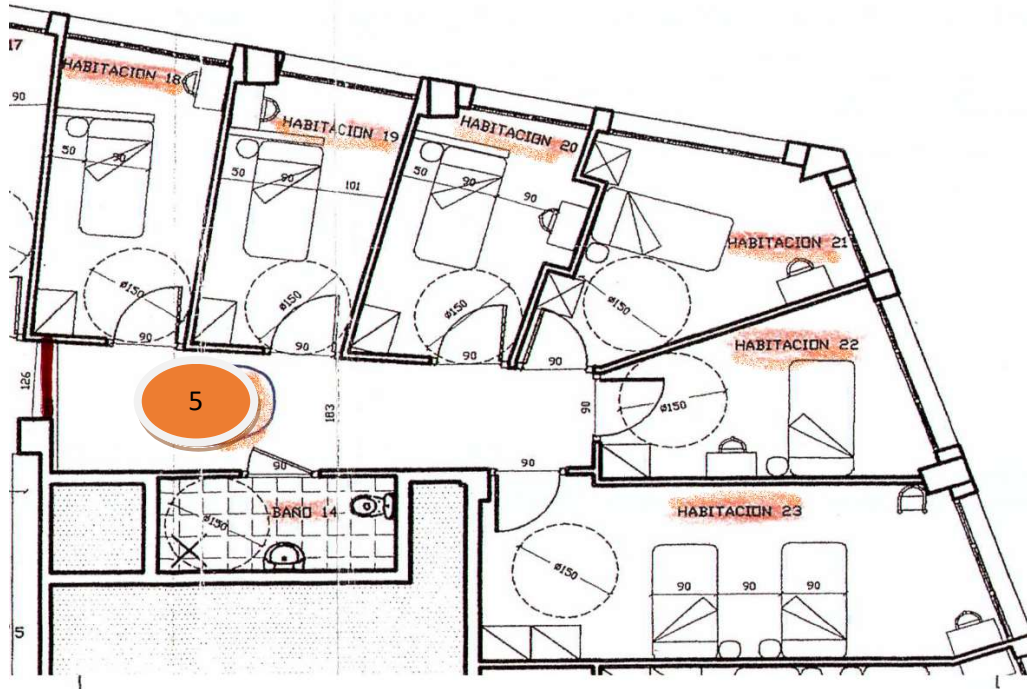 17
HABITACION 18
HABITACION 19
HABITACION 20
90
50
90
50
90
101
50
90
90
HABITACION 21
ø150
ø150
ø150
ø150
HABITACION 22
90
90
90
90
126
5
183
90
ø150
90
90
BAÑO 14
ø150
HABITACION 23
ø150
90
90
90
5